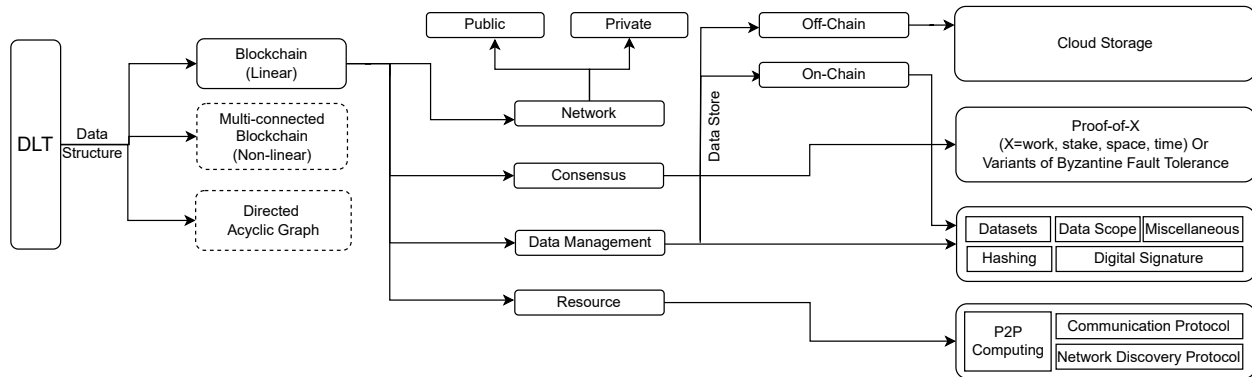 DLT
Data
Structure
Blockchain
(Linear)
Multi-connected
Blockchain
(Non-linear)
Directed
Acyclic Graph
Public
Private
Network
Consensus
Data Management
Resource
Data Store
Off-Chain
On-Chain
Cloud Storage
Proof-of-X
(X=work, stake, space, time) Or
Variants of Byzantine Fault Tolerance
Datasets
Data Scope
Miscellaneous
Hashing
Digital Signature
P2P
Computing
Communication Protocol
Network Discovery Protocol